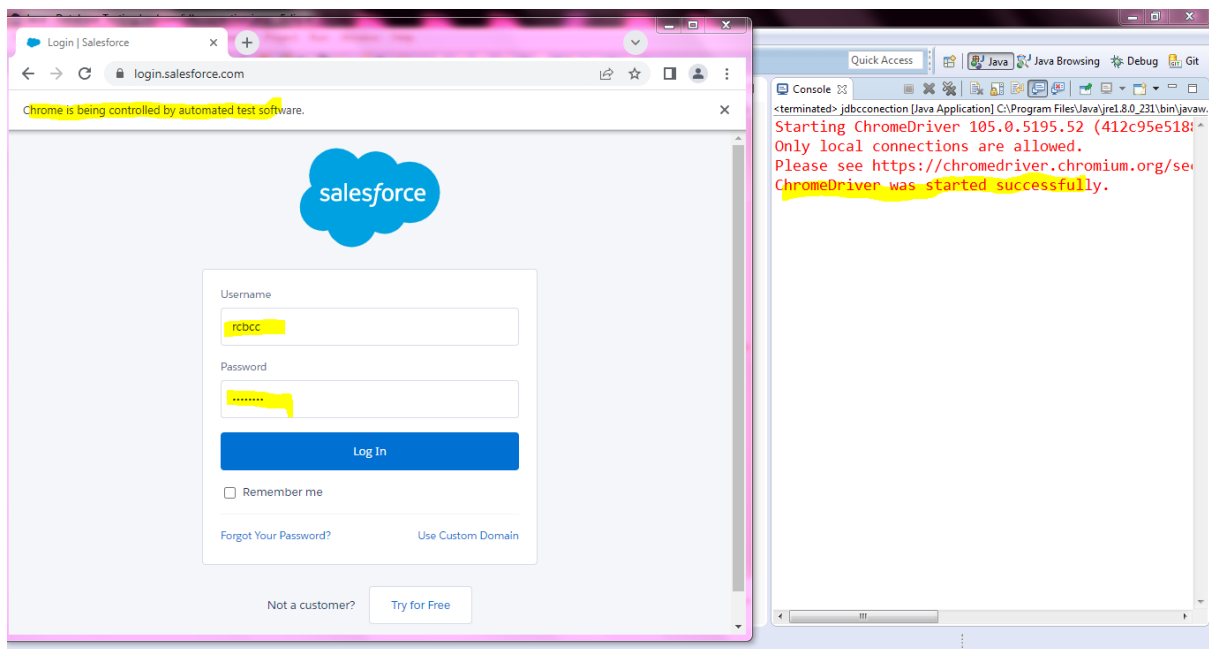 Login | Salesforce
login.salesforce.com
Chrome is being controlled by automated test software.
salesforce
Username
rcbcc
Password
........
Log In
Remember me
Forgot Your Password? Use Custom Domain
Not a customer? Try for Free
Quick Access Java Java Browsing Debug Git
Console
<terminated> jdbcconection [Java Application] C:\Program Files\Java\jre1.8.0_231\bin\javaw.
Starting ChromeDriver 105.0.5195.52 (412c95e518
Only local connections are allowed.
Please see https://chromedriver.chromium.org/se
ChromeDriver was started successfully.